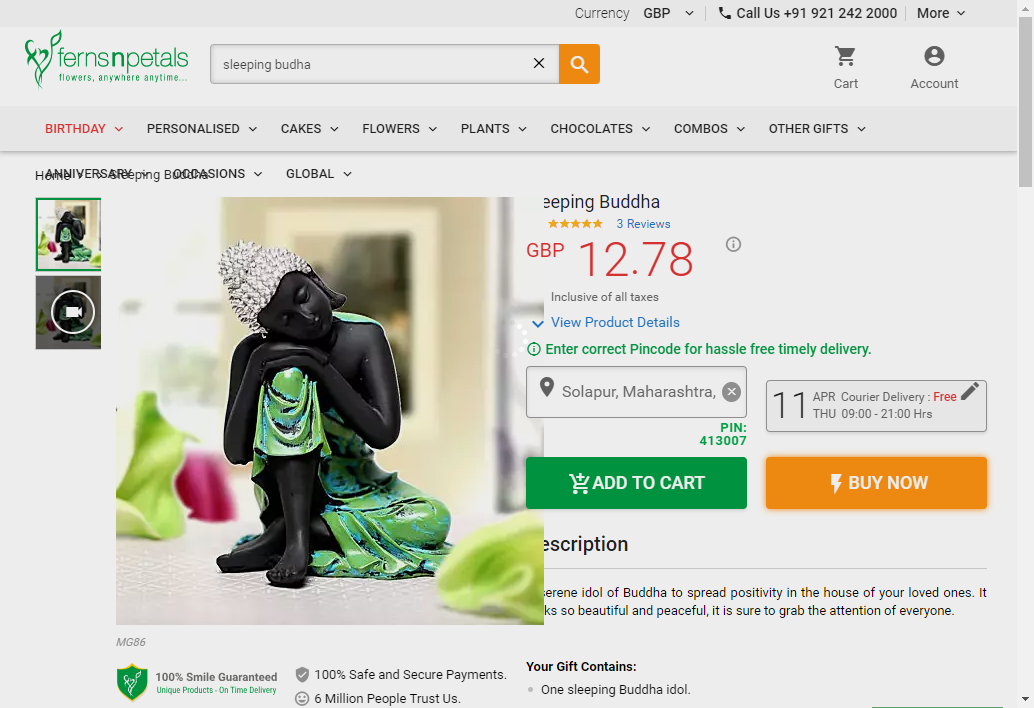 Currency GBP Call Us +91 921 242 2000 More
fernsnpetals
flowers, anywhere anytime...
sleeping budha
Cart
Account
BIRTHDAY PERSONALISED CAKES FLOWERS PLANTS CHOCOLATES COMBOS OTHER GIFTS
ANNIVERSARY OCCASIONS GLOBAL
Home Sleeping Buddha
eeping Buddha
3 Reviews
GBP 12.78
Inclusive of all taxes
View Product Details
Enter correct Pincode for hassle free timely delivery.
Solapur, Maharashtra,
PIN:
413007
11 APR Courier Delivery : Free
THU 09:00 - 21:00 Hrs
ADD TO CART
BUY NOW
escription
serene idol of Buddha to spread positivity in the house of your loved ones. It
ks so beautiful and peaceful, it is sure to grab the attention of everyone.
MG86
100% Smile Guaranteed
Unique Products - On Time Delivery
100% Safe and Secure Payments.
6 Million People Trust Us.
Your Gift Contains:
One sleeping Buddha idol.